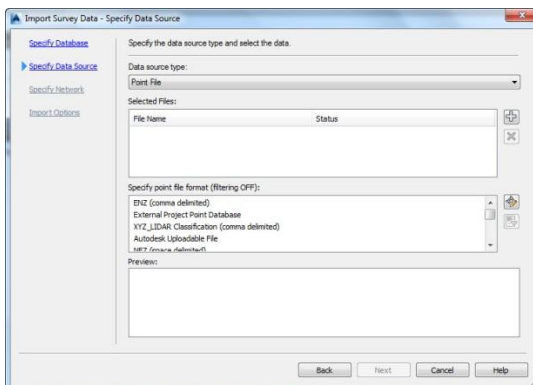 Import Survey Data - Specify Data Source
Specify Database
Specify the data source type and select the data.
Specify Data Source
Data source type:
Point File
Specify Network
Selected Files:
Import Options
File Name Status
Specify point file format (filtering OFF):
ENZ (comma delimited)
External Project Point Database
XYZ_LIDAR Classification (comma delimited)
Autodesk Uploadable File
NEZ (space delimited)
Preview:
Back Next Cancel Help